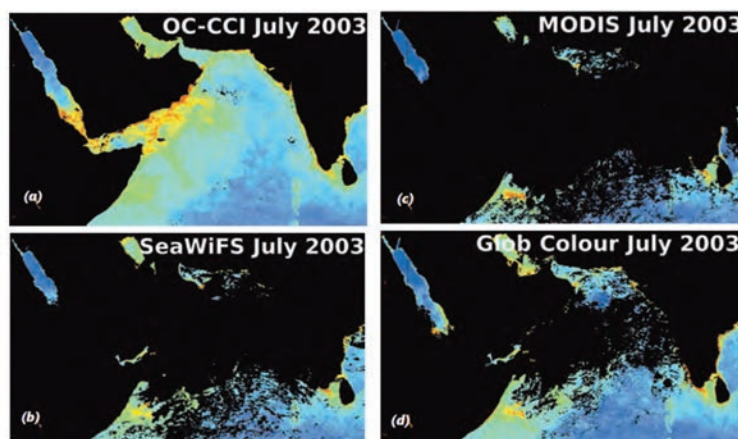 OC-CCI July 2003
(a)
MODIS July 2003
(c)
SeaWiFS July 2003
(b)
Glob Colour July 2003
(d)